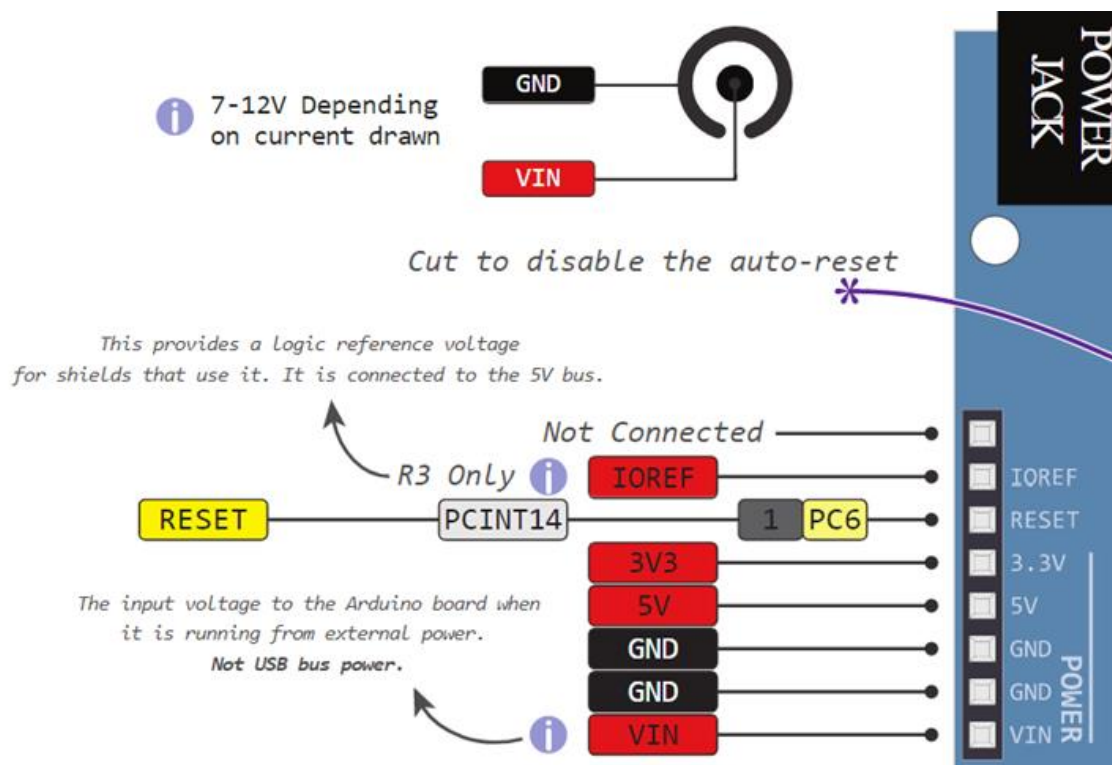 POWER
JACK
GND
7-12V Depending
on current drawn
VIN
Cut to disable the auto-reset
*
This provides a logic reference voltage
for shields that use it. It is connected to the 5V bus.
Not Connected
R3 Only i IOREF IOREF
RESET PCINT14 1 PC6 RESET
3V3 3.3V
The input voltage to the Arduino board when
it is running from external power.
Not USB bus power.
5V 5V
GND GND
GND GND
i VIN VIN
POWER